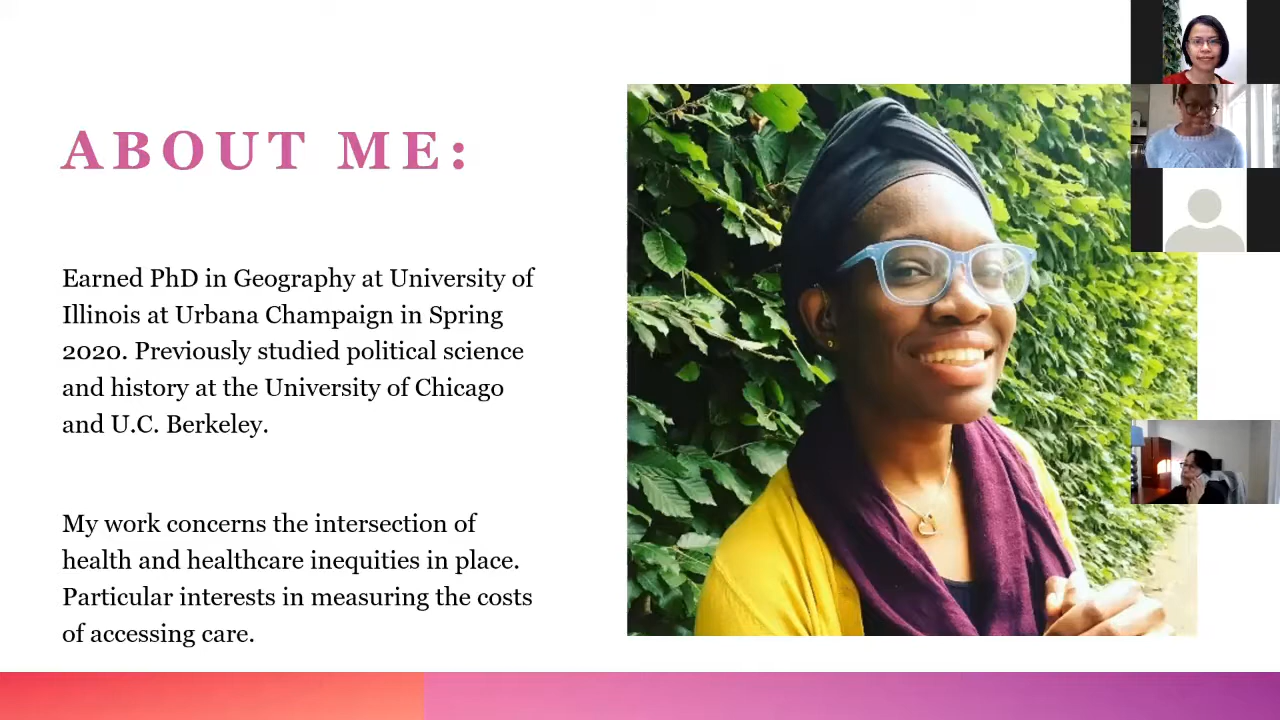 ABOUT ME:
Earned PhD in Geography at University of
Illinois at Urbana Champaign in Spring
2020. Previously studied political science
and history at the University of Chicago
and U.C. Berkeley.
My work concerns the intersection of
health and healthcare inequities in place.
Particular interests in measuring the costs
of accessing care.